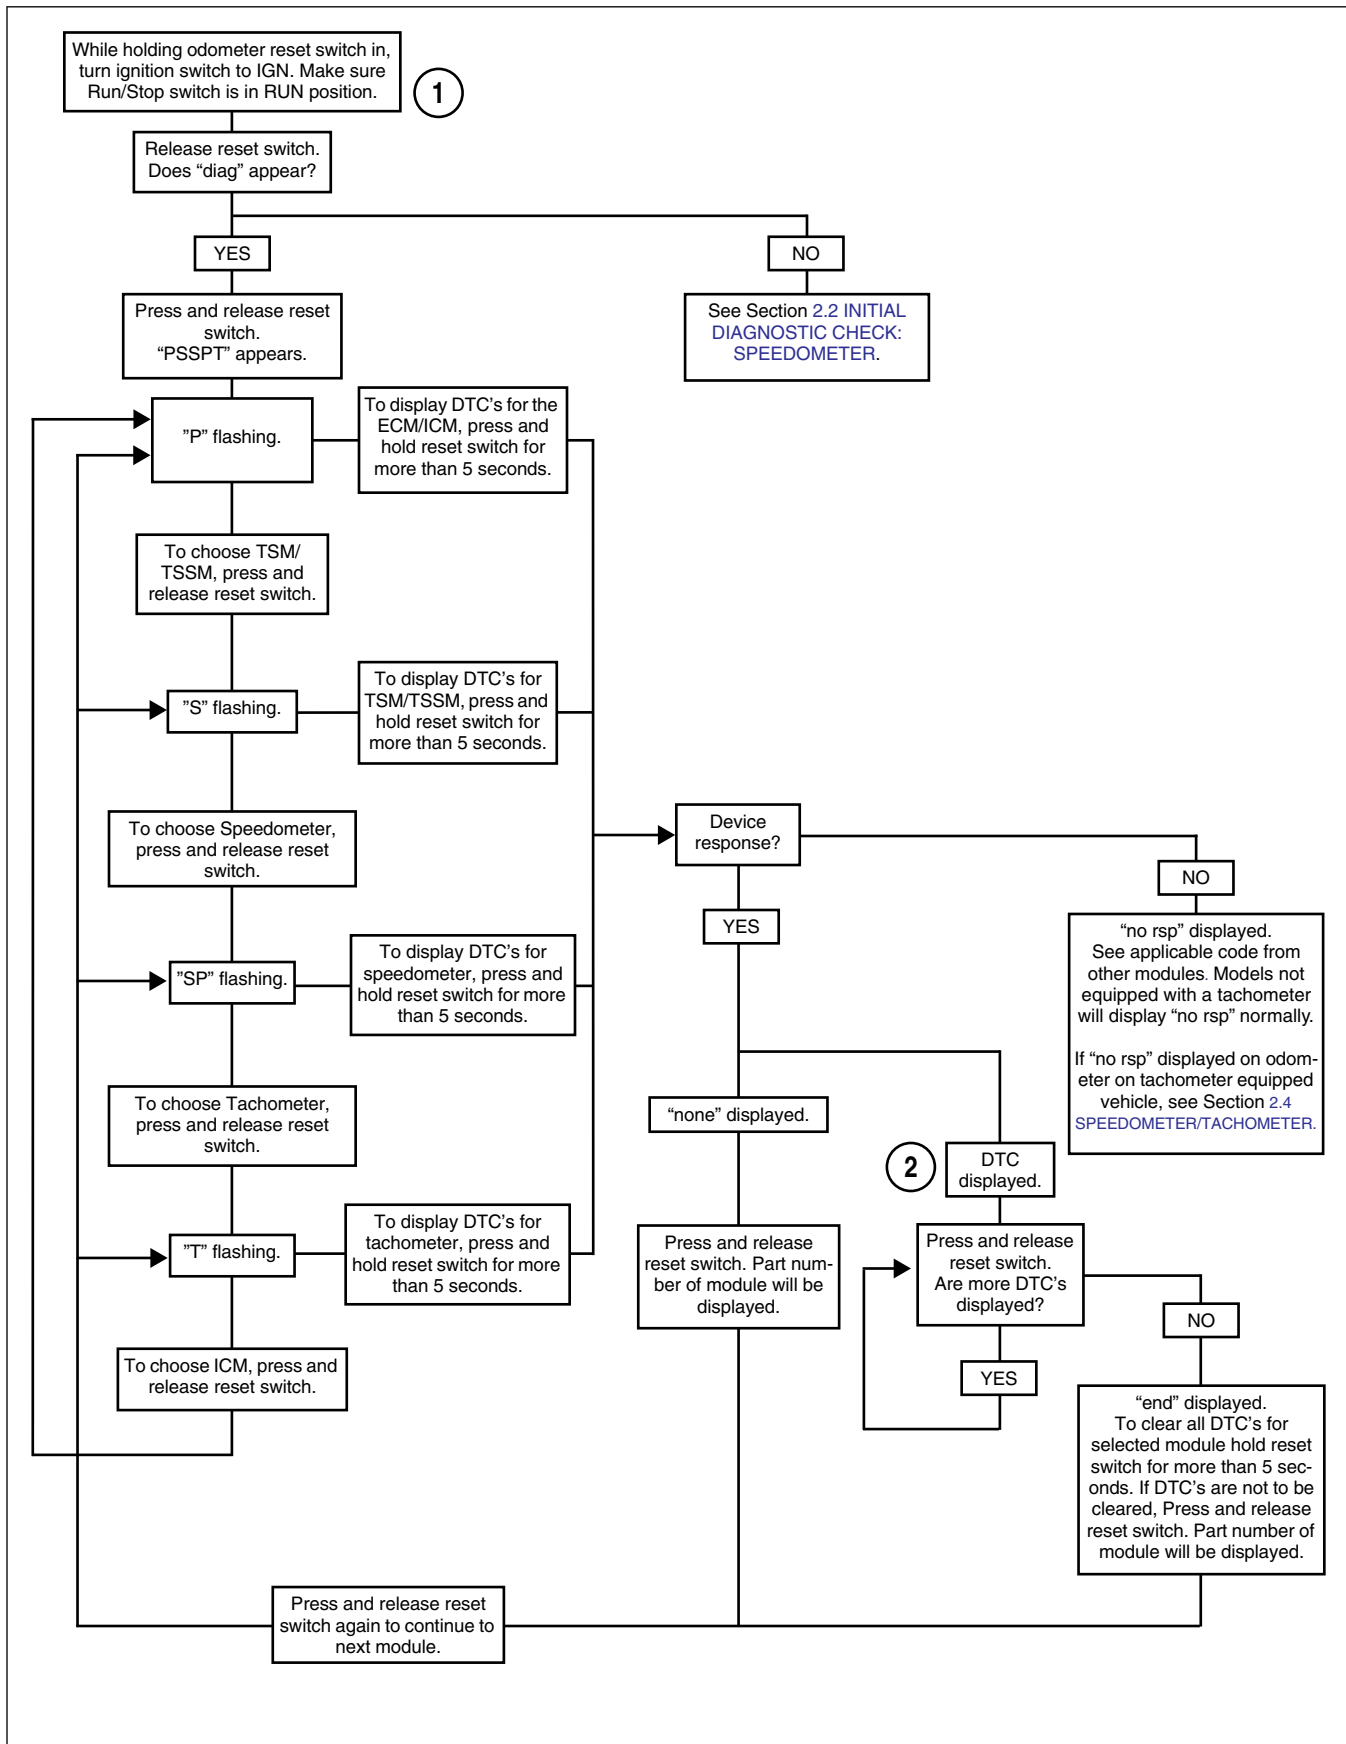 While holding odometer reset switch in,
turn ignition switch to IGN. Make sure
Run/Stop switch is in RUN position.
1
Release reset switch.
Does “diag” appear?
YES
NO
Press and release reset
switch.
“PSSPT” appears.
See Section 2.2 INITIAL
DIAGNOSTIC CHECK:
SPEEDOMETER.
”P” flashing.
To display DTC's for the
ECM/ICM, press and
hold reset switch for
more than 5 seconds.
To choose TSM/
TSSM, press and
release reset switch.
”S” flashing.
To display DTC's for
TSM/TSSM, press and
hold reset switch for
more than 5 seconds.
To choose Speedometer,
press and release reset
switch.
”SP” flashing.
To display DTC's for
speedometer, press and
hold reset switch for more
than 5 seconds.
To choose Tachometer,
press and release reset
switch.
”T” flashing.
To display DTC's for
tachometer, press and
hold reset switch for more
than 5 seconds.
To choose ICM, press and
release reset switch.
Device
response?
YES
NO
“no rsp” displayed.
See applicable code from
other modules. Models not
equipped with a tachometer
will display “no rsp” normally.
If “no rsp” displayed on odom-
eter on tachometer equipped
vehicle, see Section 2.4
SPEEDOMETER/TACHOMETER.
“none” displayed.
2
DTC
displayed.
Press and release
reset switch. Part num-
ber of module will be
displayed.
Press and release
reset switch.
Are more DTC's
displayed?
YES
NO
“end” displayed.
To clear all DTC's for
selected module hold reset
switch for more than 5 sec-
onds. If DTC's are not to be
cleared, Press and release
reset switch. Part number of
module will be displayed.
Press and release reset
switch again to continue to
next module.